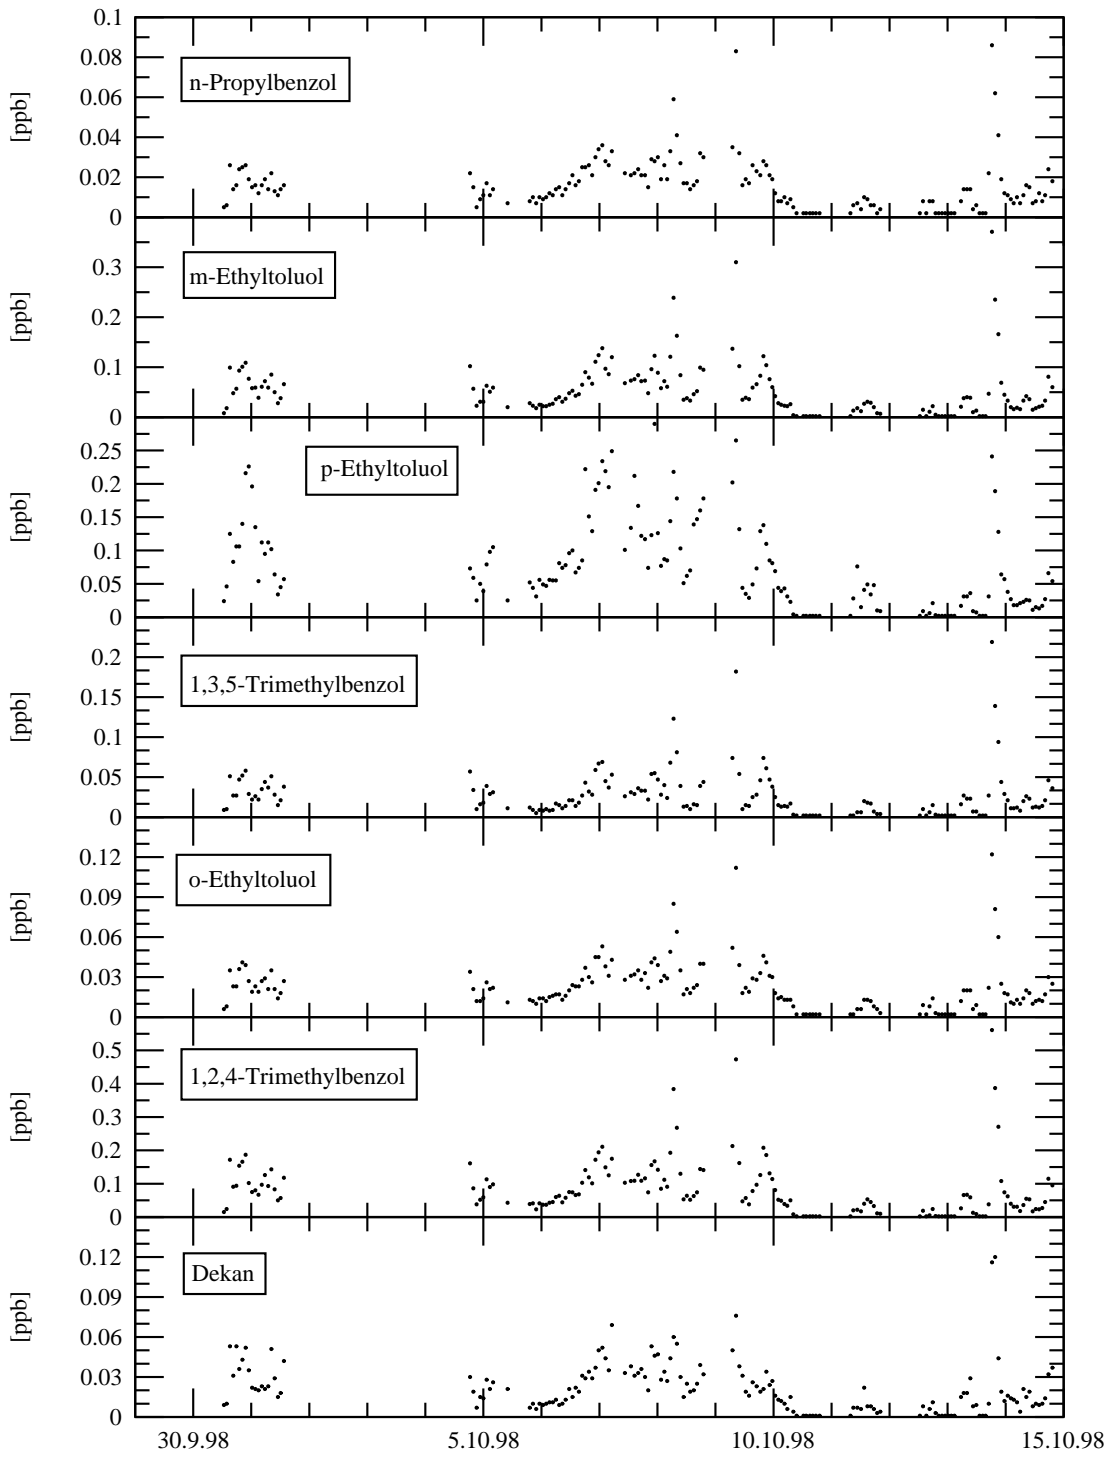 0.1
0.08
0.06
0.04
0.02
0
[ppb]
n-Propylbenzol
0.3
0.2
0.1
0
[ppb]
m-Ethyltoluol
0.25
0.2
0.15
0.1
0.05
0
[ppb]
p-Ethyltoluol
0.2
0.15
0.1
0.05
0
[ppb]
1,3,5-Trimethylbenzol
0.12
0.09
0.06
0.03
0
[ppb]
o-Ethyltoluol
0.5
0.4
0.3
0.2
0.1
0
[ppb]
1,2,4-Trimethylbenzol
0.12
0.09
0.06
0.03
0
[ppb]
Dekan
30.9.98 5.10.98 10.10.98 15.10.98